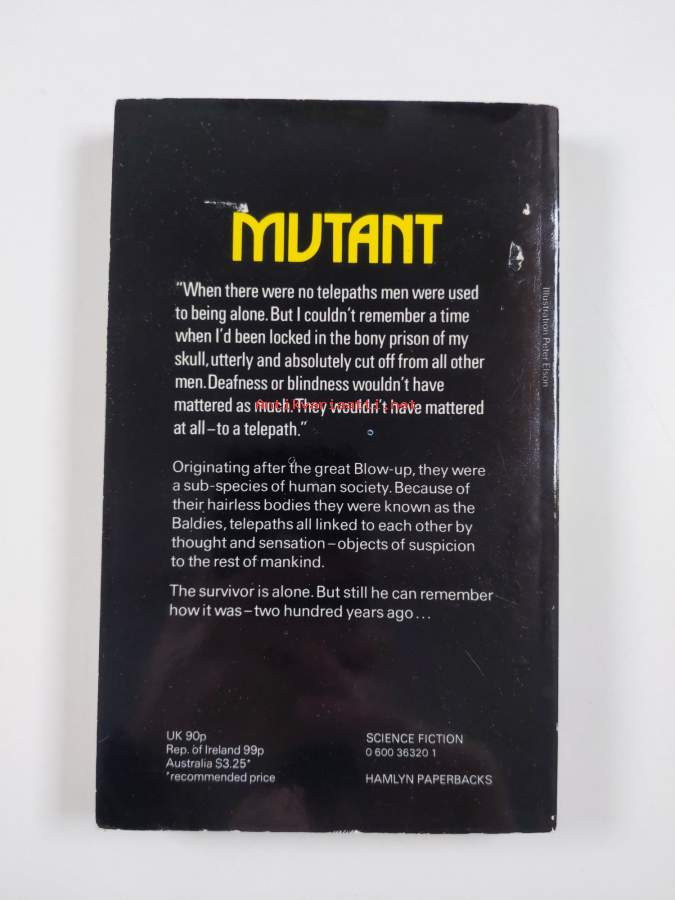 MUTANT
"When there were no telepaths men were used
to being alone. But I couldn't remember a time
when I'd been locked in the bony prison of my
skull, utterly and absolutely cut off from all other
men. Deafness or blindness wouldn't have
mattered as much. They wouldn't have mattered
at all – to a telepath."
Originating after the great Blow-up, they were
a sub-species of human society. Because of
their hairless bodies they were known as the
Baldies, telepaths all linked to each other by
thought and sensation – objects of suspicion
to the rest of mankind.
The survivor is alone. But still he can remember
how it was – two hundred years ago...
UK 90p
Rep. of Ireland 99p
Australia $3.25*
*recommended price
SCIENCE FICTION
0 600 36320 1
HAMLYN PAPERBACKS
Illustration Peter Elson